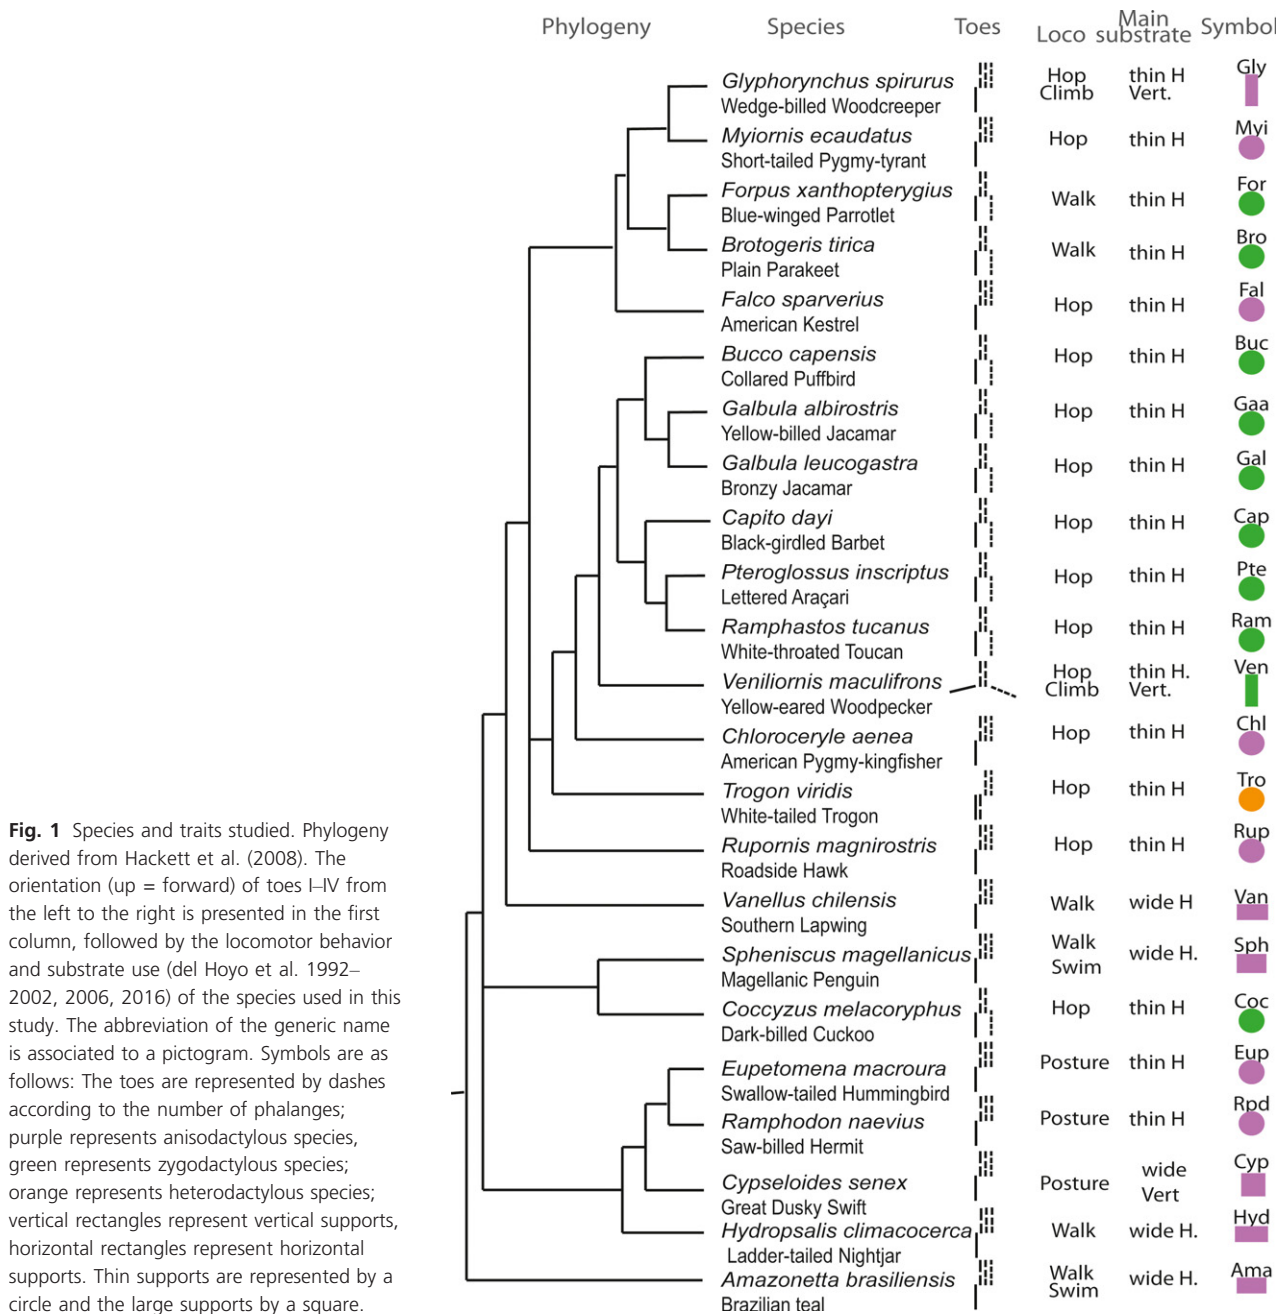 Phylogeny Species Toes Loco Main substrate Symbol
Glyphorynchus spirurus Hop thin H Gly
Wedge-billed Woodcreeper Climb Vert.
Myiornis ecaudatus Hop thin H Myi
Short-tailed Pygmy-tyrant
Forpus xanthopterygius Walk thin H For
Blue-winged Parrotlet
Brotogeris tirica Walk thin H Bro
Plain Parakeet
Falco sparverius Hop thin H Fal
American Kestrel
Bucco capensis Hop thin H Buc
Collared Puffbird
Galbula albirostris Hop thin H Gaa
Yellow-billed Jacamar
Galbula leucogastra Hop thin H Gal
Bronzy Jacamar
Capito dayi Hop thin H Cap
Black-girdled Barbet
Pteroglossus inscriptus Hop thin H Pte
Lettered Araçari
Ramphastos tucanus Hop thin H Ram
White-throated Toucan
Veniliornis maculifrons Hop thin H. Ven
Yellow-eared Woodpecker Climb Vert.
Chloroceryle aenea Hop thin H Chl
American Pygmy-kingfisher
Trogon viridis Hop thin H Tro
White-tailed Trogon
Rupornis magnirostris Hop thin H Rup
Roadside Hawk
Vanellus chilensis Walk wide H Van
Southern Lapwing
Spheniscus magellanicus Walk wide H. Sph
Magellanic Penguin Swim
Coccyzus melacoryphus Hop thin H Coc
Dark-billed Cuckoo
Eupetomena macroura Posture thin H Eup
Swallow-tailed Hummingbird
Ramphodon naevius Posture thin H Rpd
Saw-billed Hermit
Cypseloides senex Posture wide Cyp
Great Dusky Swift Vert
Hydropsalis climacocerca Walk wide H. Hyd
Ladder-tailed Nightjar
Amazonetta brasiliensis Walk wide H. Ama
Brazilian teal Swim
Fig. 1 Species and traits studied. Phylogeny
derived from Hackett et al. (2008). The
orientation (up = forward) of toes I–IV from
the left to the right is presented in the first
column, followed by the locomotor behavior
and substrate use (del Hoyo et al. 1992–
2002, 2006, 2016) of the species used in this
study. The abbreviation of the generic name
is associated to a pictogram. Symbols are as
follows: The toes are represented by dashes
according to the number of phalanges;
purple represents anisodactylous species,
green represents zygodactylous species;
orange represents heterodactylous species;
vertical rectangles represent vertical supports,
horizontal rectangles represent horizontal
supports. Thin supports are represented by a
circle and the large supports by a square.